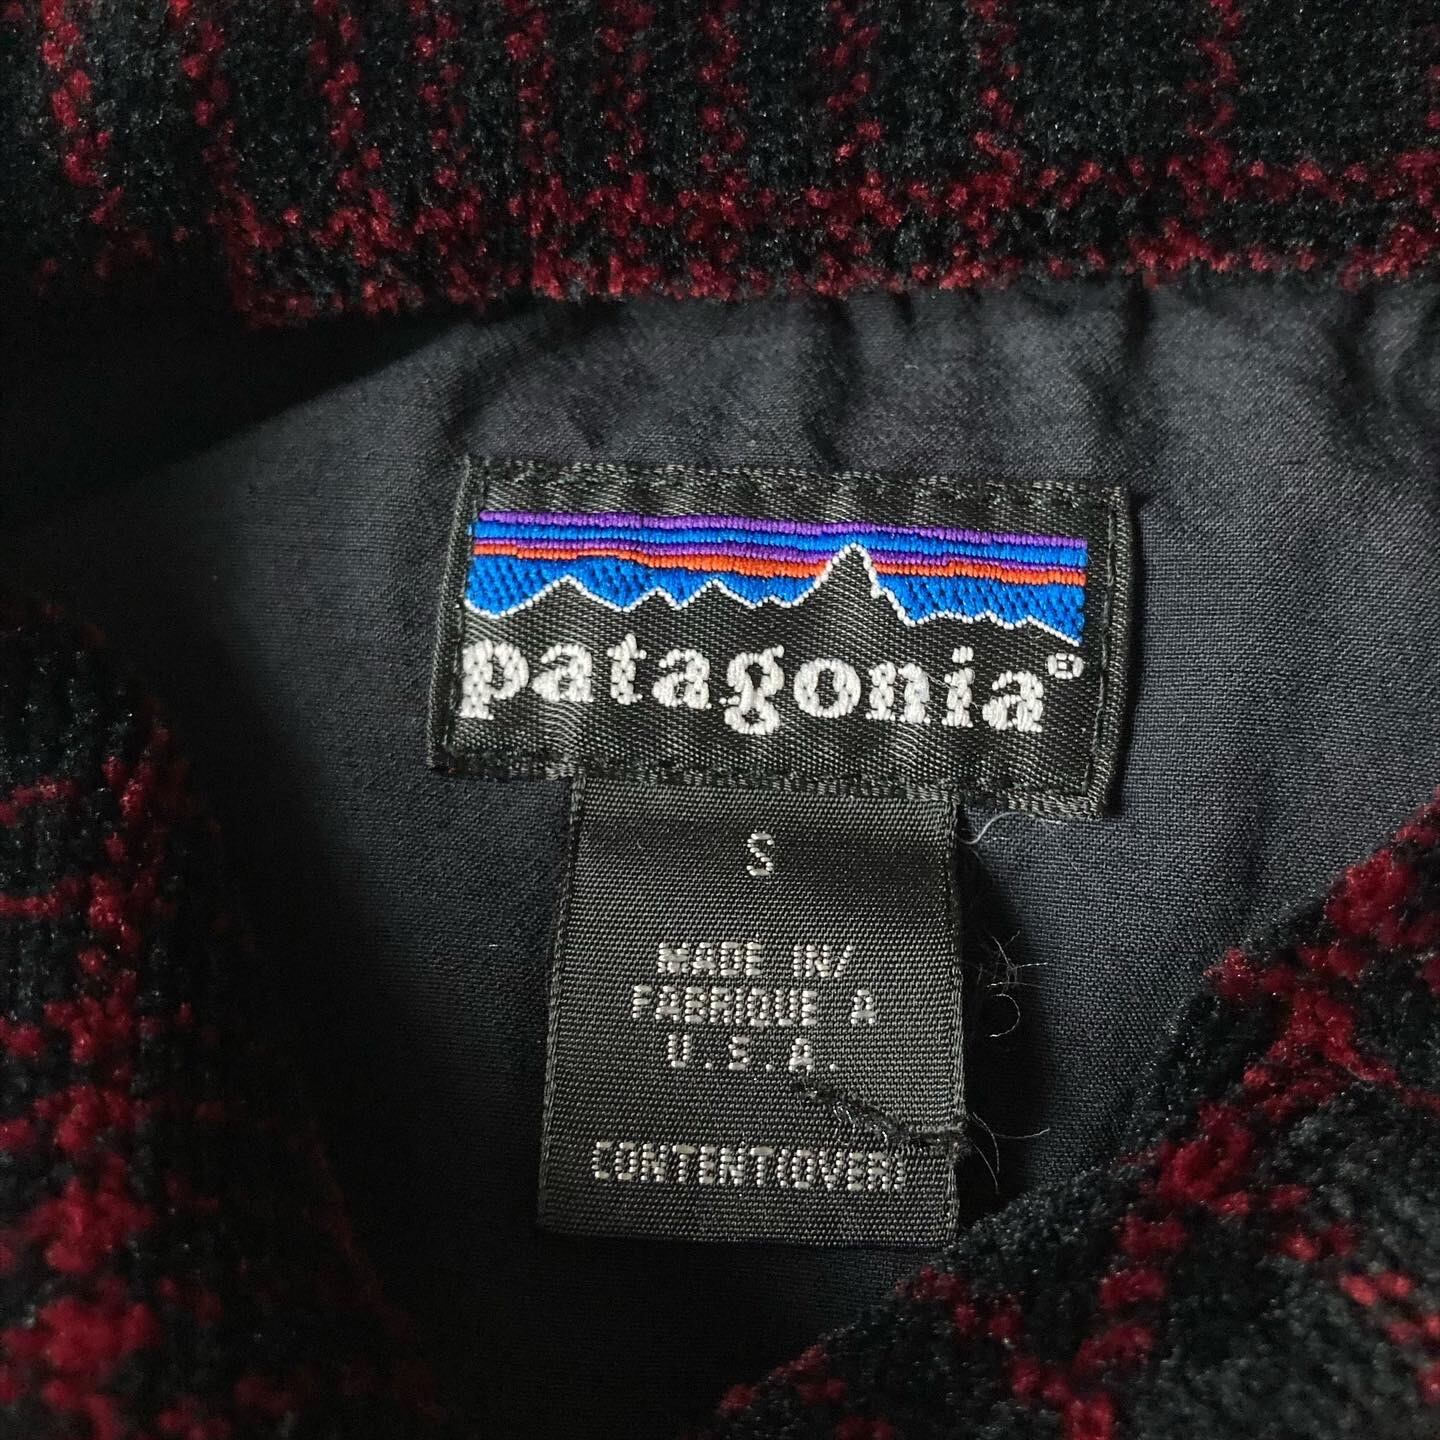 patagonia®
S
MADE IN/
FABRIQUE A
U.S.A.
CONTENT(OVER)